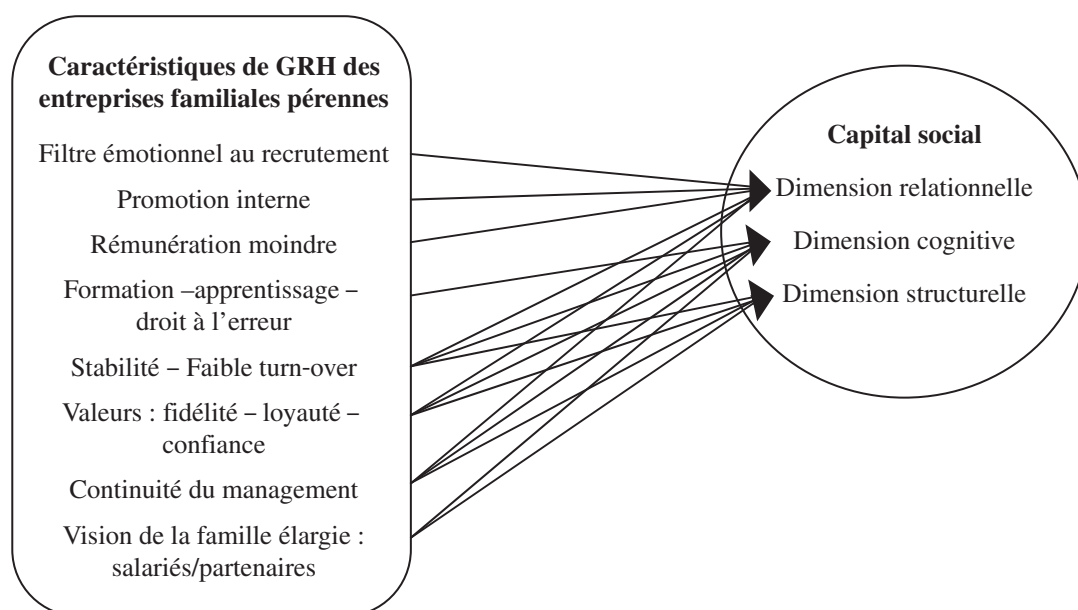 Caractéristiques de GRH des
entreprises familiales pérennes
Filtre émotionnel au recrutement
Promotion interne
Rémunération moindre
Formation –apprentissage –
droit à l’erreur
Stabilité – Faible turn-over
Valeurs : fidélité – loyauté –
confiance
Continuité du management
Vision de la famille élargie :
salariés/partenaires
Capital social
Dimension relationnelle
Dimension cognitive
Dimension structurelle